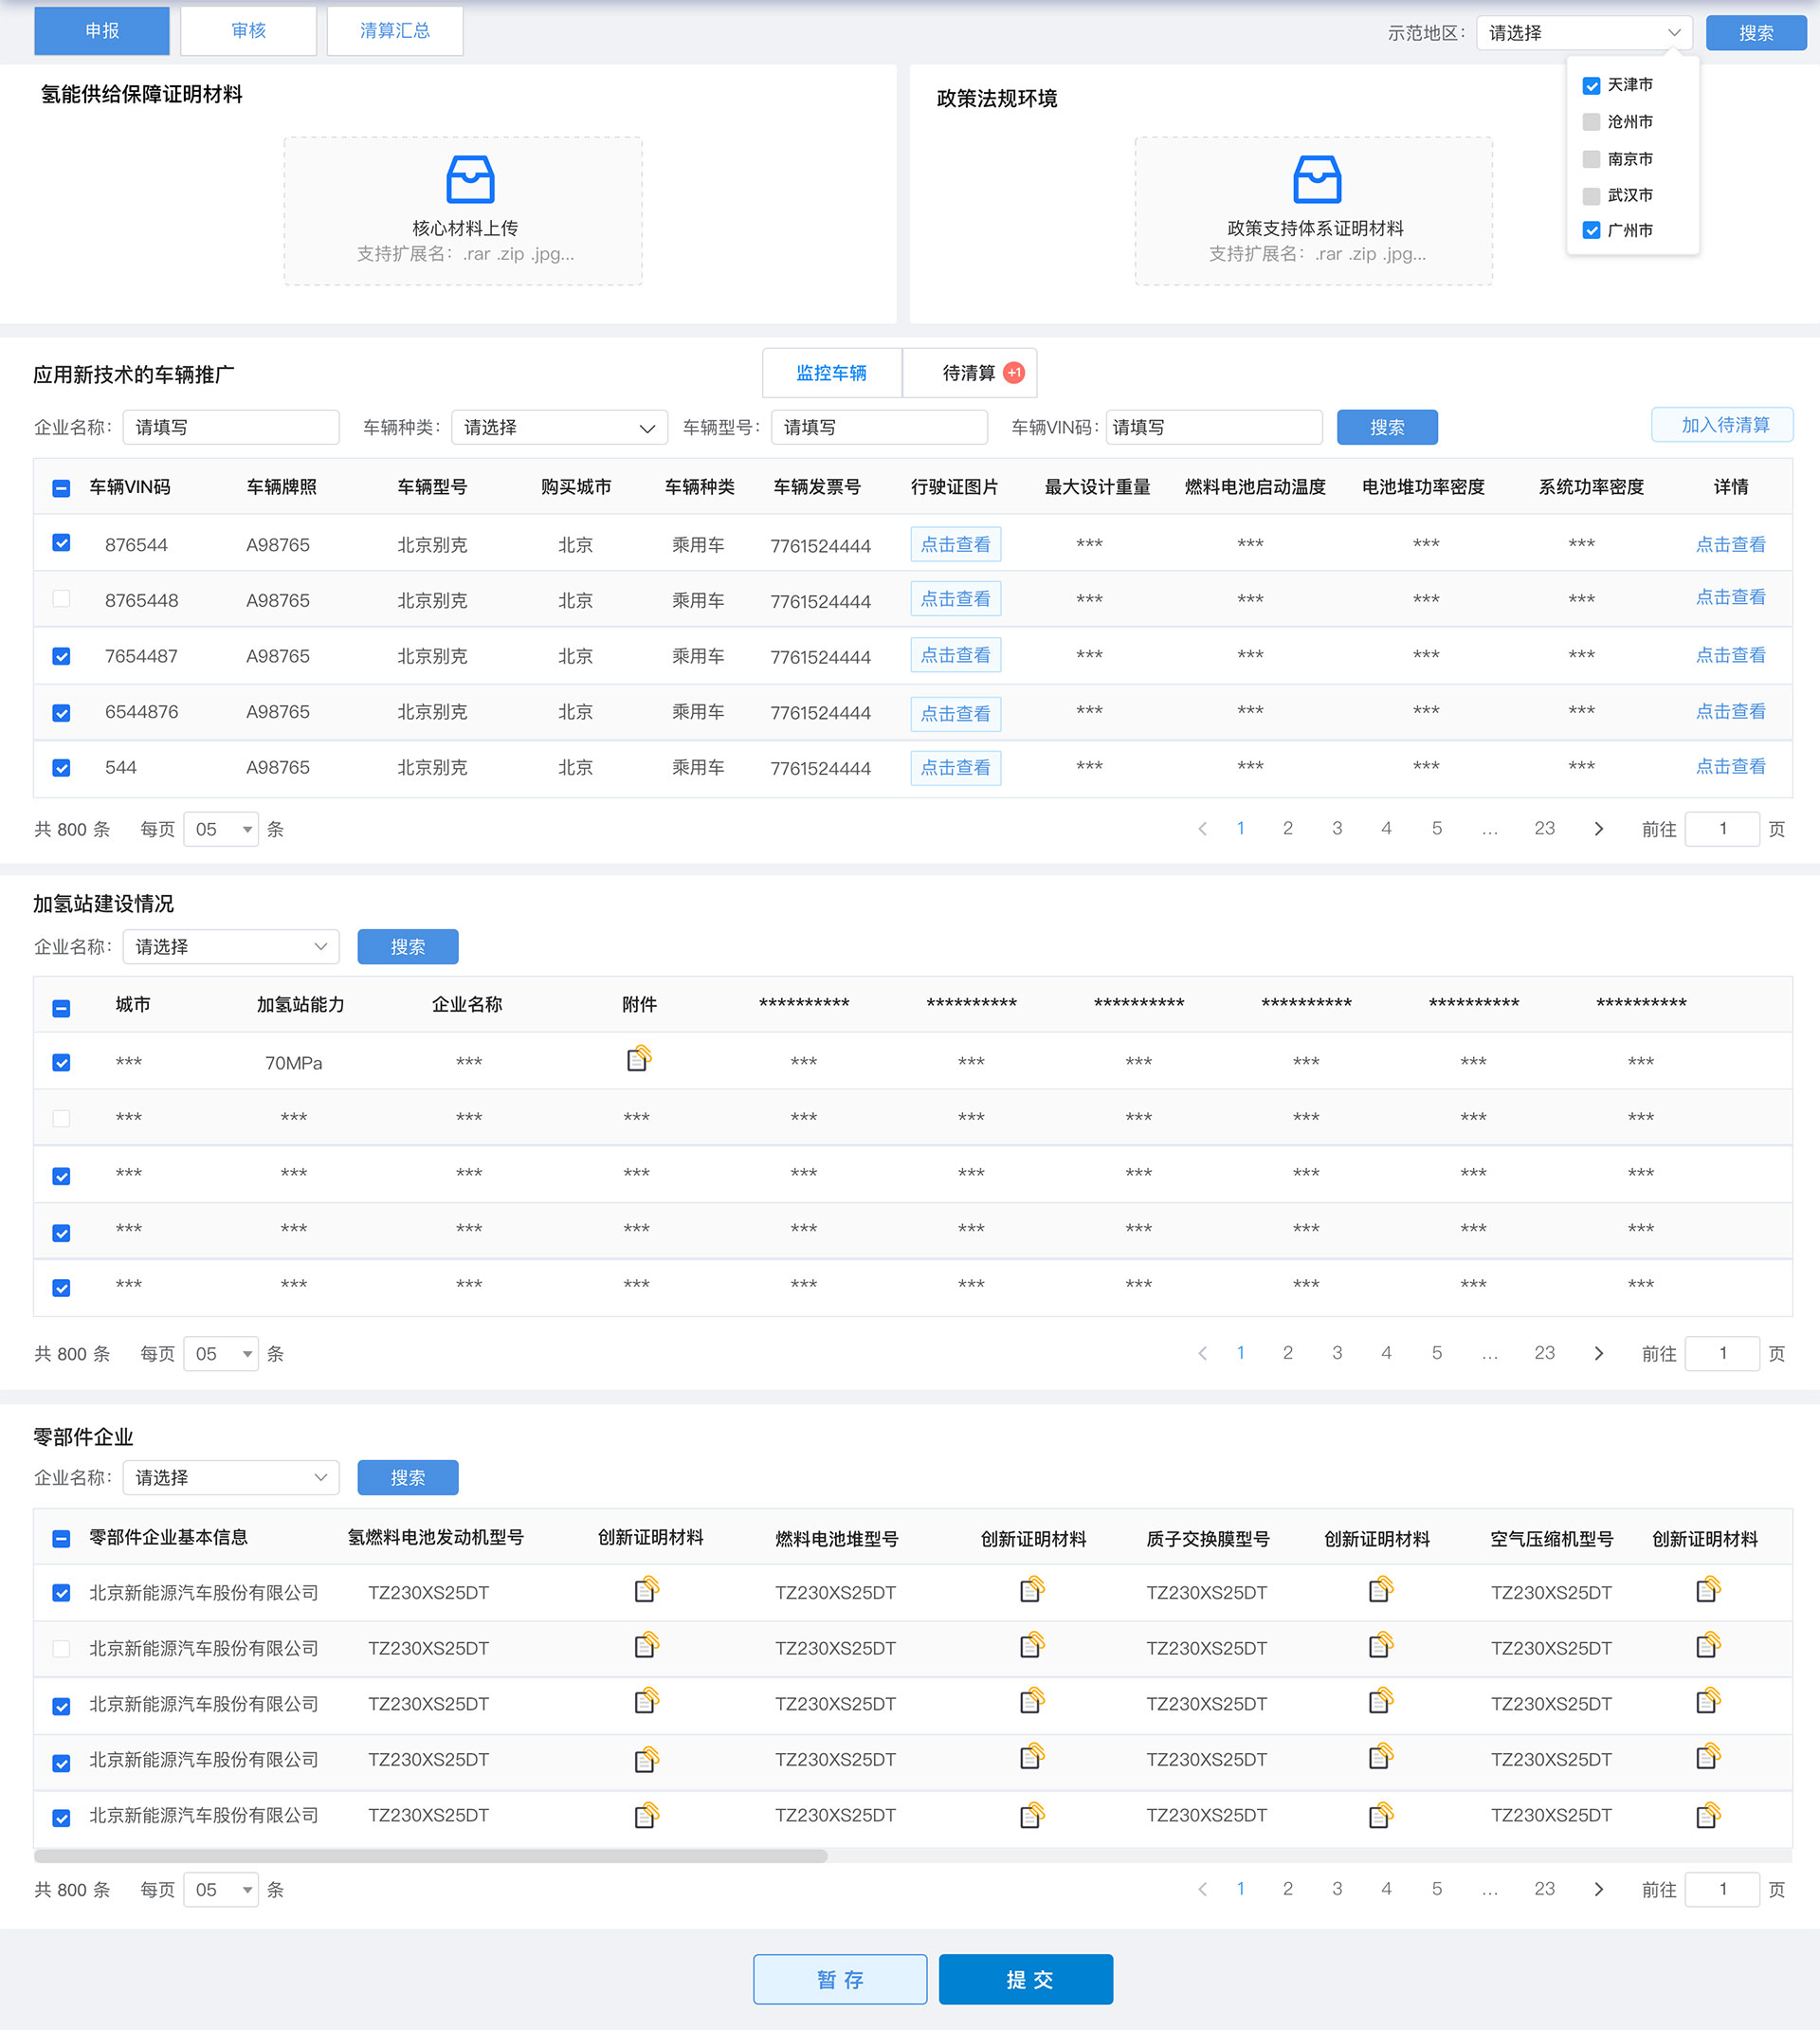 申报 审核 清算汇总 示范地区： 请选择 搜索
天津市
沧州市
南京市
武汉市
广州市
氢能供给保障证明材料
核心材料上传
支持扩展名：.rar .zip .jpg...
政策法规环境
政策支持体系证明材料
支持扩展名：.rar .zip .jpg...
应用新技术的车辆推广 监控车辆 待清算 +1
企业名称： 请填写 车辆种类： 请选择 车辆型号： 请填写 车辆VIN码： 请填写 搜索 加入待清算
车辆VIN码 车辆牌照 车辆型号 购买城市 车辆种类 车辆发票号 行驶证图片 最大设计重量 燃料电池启动温度 电池堆功率密度 系统功率密度 详情
876544 A98765 北京别克 北京 乘用车 7761524444 点击查看 *** *** *** *** 点击查看
8765448 A98765 北京别克 北京 乘用车 7761524444 点击查看 *** *** *** *** 点击查看
7654487 A98765 北京别克 北京 乘用车 7761524444 点击查看 *** *** *** *** 点击查看
6544876 A98765 北京别克 北京 乘用车 7761524444 点击查看 *** *** *** *** 点击查看
544 A98765 北京别克 北京 乘用车 7761524444 点击查看 *** *** *** *** 点击查看
共 800 条 每页 05 条 1 2 3 4 5 ... 23 前往 1 页
加氢站建设情况
企业名称： 请选择 搜索
城市 加氢站能力 企业名称 附件 ********** ********** ********** ********** ********** **********
*** 70MPa *** *** *** *** *** *** ***
*** *** *** *** *** *** *** *** *** ***
*** *** *** *** *** *** *** *** *** ***
*** *** *** *** *** *** *** *** *** ***
*** *** *** *** *** *** *** *** *** ***
共 800 条 每页 05 条 1 2 3 4 5 ... 23 前往 1 页
零部件企业
企业名称： 请选择 搜索
零部件企业基本信息 氢燃料电池发动机型号 创新证明材料 燃料电池堆型号 创新证明材料 质子交换膜型号 创新证明材料 空气压缩机型号 创新证明材料
北京新能源汽车股份有限公司 TZ230XS25DT TZ230XS25DT TZ230XS25DT TZ230XS25DT
北京新能源汽车股份有限公司 TZ230XS25DT TZ230XS25DT TZ230XS25DT TZ230XS25DT
北京新能源汽车股份有限公司 TZ230XS25DT TZ230XS25DT TZ230XS25DT TZ230XS25DT
北京新能源汽车股份有限公司 TZ230XS25DT TZ230XS25DT TZ230XS25DT TZ230XS25DT
北京新能源汽车股份有限公司 TZ230XS25DT TZ230XS25DT TZ230XS25DT TZ230XS25DT
共 800 条 每页 05 条 1 2 3 4 5 ... 23 前往 1 页
暂 存 提 交